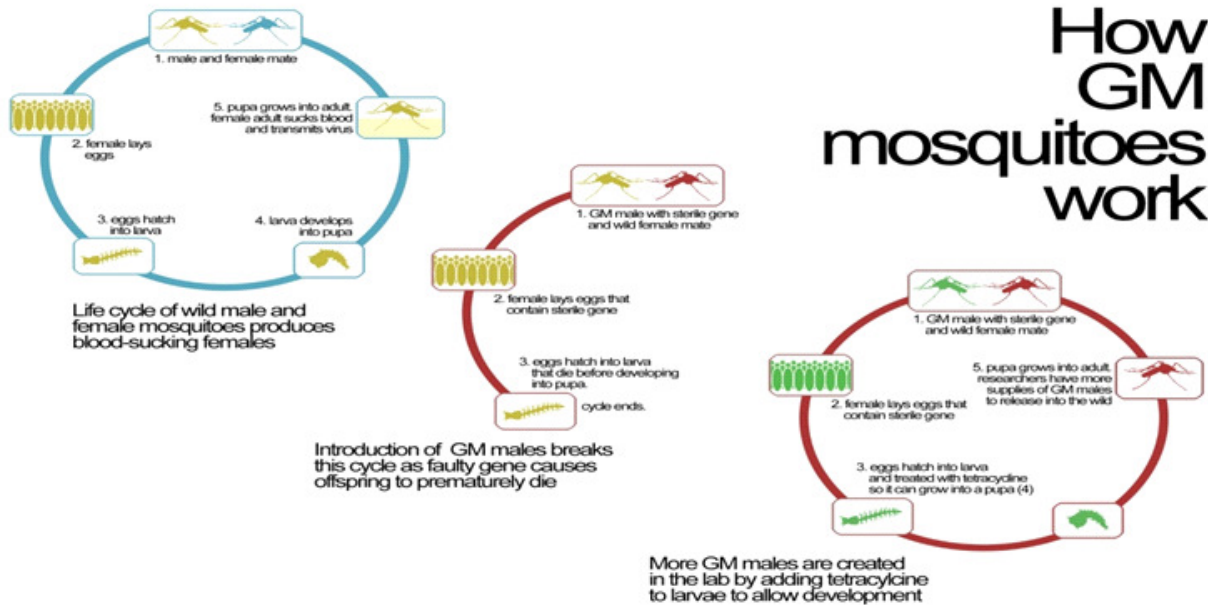 How
GM
mosquitoes
work
1. male and female mate
5. pupa grows into adult.
female adult sucks blood
and transmits virus
2. female lays
eggs
3. eggs hatch
into larva
4. larva develops
into pupa
Life cycle of wild male and
female mosquitoes produces
blood-sucking females
1. GM male with sterile gene
and wild female mate
2. female lays eggs that
contain sterile gene
3. eggs hatch into larva
that die before developing
into pupa.
cycle ends.
Introduction of GM males breaks
this cycle as faulty gene causes
offspring to prematurely die
1. GM male with sterile gene
and wild female mate
5. pupa grows into adult.
researchers have more
supplies of GM males
to release into the wild
2. female lays eggs that
contain sterile gene
3. eggs hatch into larva
and treated with tetracycline
so it can grow into a pupa (4)
More GM males are created
in the lab by adding tetracylcine
to larvae to allow development